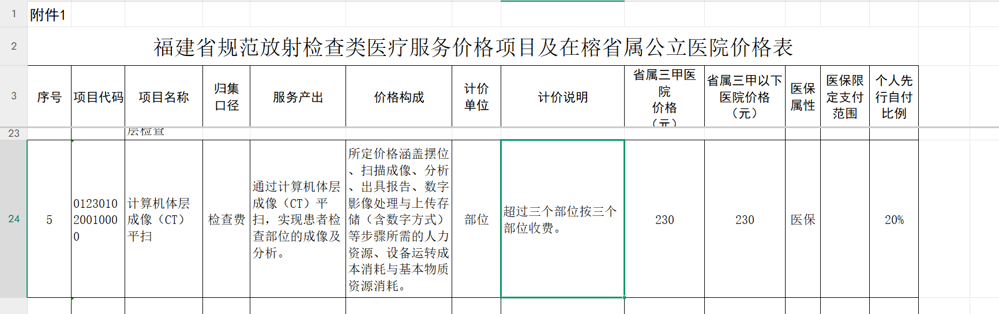 1
附件1
2
福建省规范放射检查类医疗服务价格项目及在榕省属公立医院价格表
3
序号
项目代码
项目名称
归集
口径
服务产出
价格构成
计价
单位
计价说明
省属三甲医
院
价格
（元）
省属三甲以下
医院价格
（元）
医保
属性
医保限
定支付
范围
个人先
行自付
比例
23
层检查
24
5
0123010
2001000
0
计算机体层
成像（CT）
平扫
检查费
通过计算机体层
成像（CT）平
扫，实现患者检
查部位的成像及
分析。
所定价格涵盖摆位
、扫描成像、分析
、出具报告、数字
影像处理与上传存
储（含数字方式）
等步骤所需的人力
资源、设备运转成
本消耗与基本物质
资源消耗。
部位
超过三个部位按三个
部位收费。
230
230
医保
20%